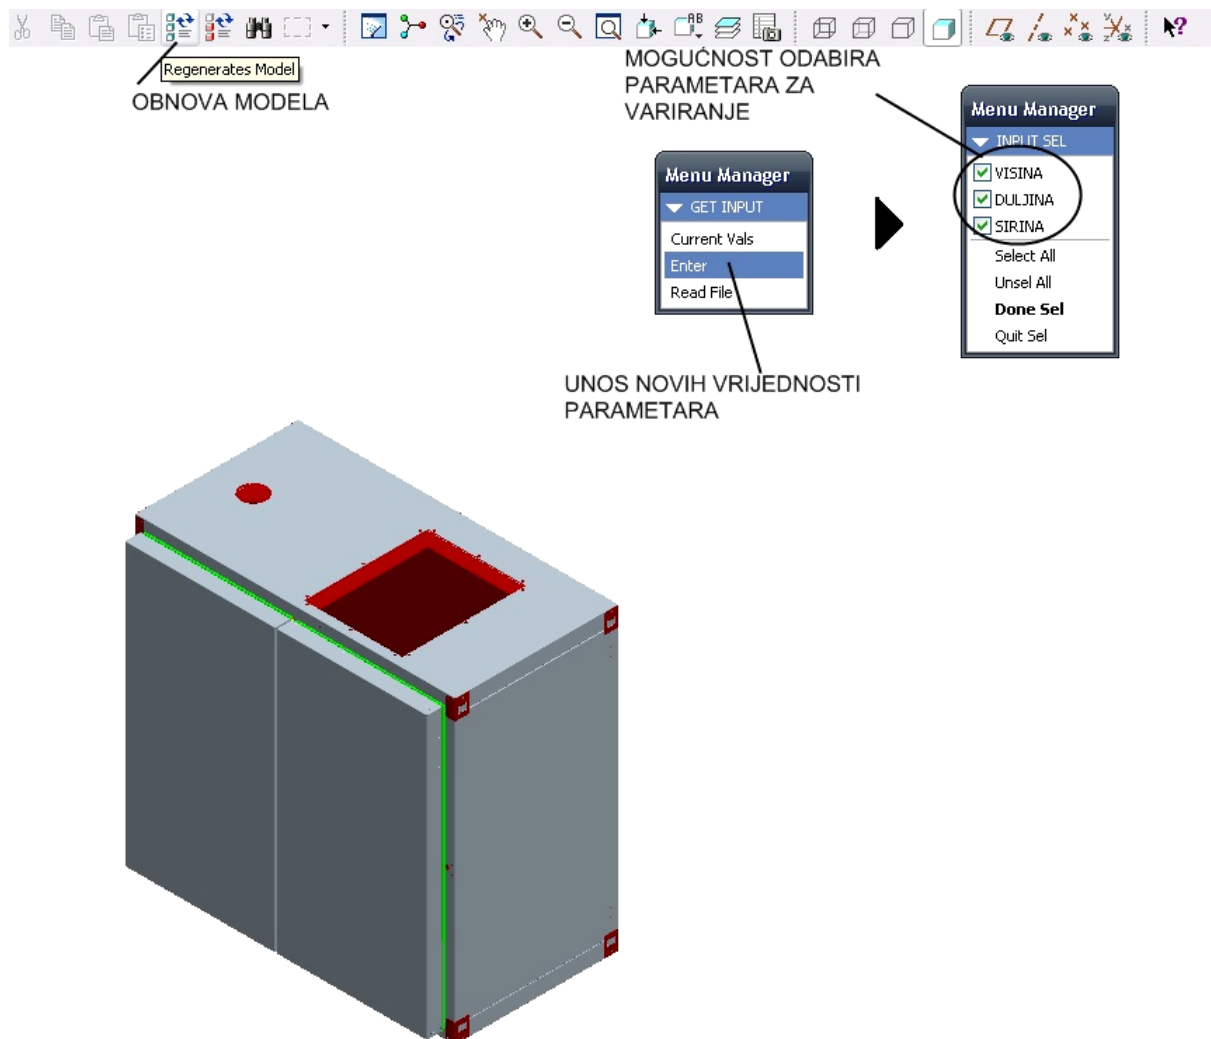 Regenerates Model
OBNOVA MODELA
MOGUĆNOST ODABIRA
PARAMETARA ZA
VARIRANJE
Menu Manager
GET INPUT
Current Vals
Enter
Read File
Menu Manager
INPUT SEL
VISINA
DULJINA
SIRINA
Select All
Unsel All
Done Sel
Quit Sel
UNOS NOVIH VRIJEDNOSTI
PARAMETARA